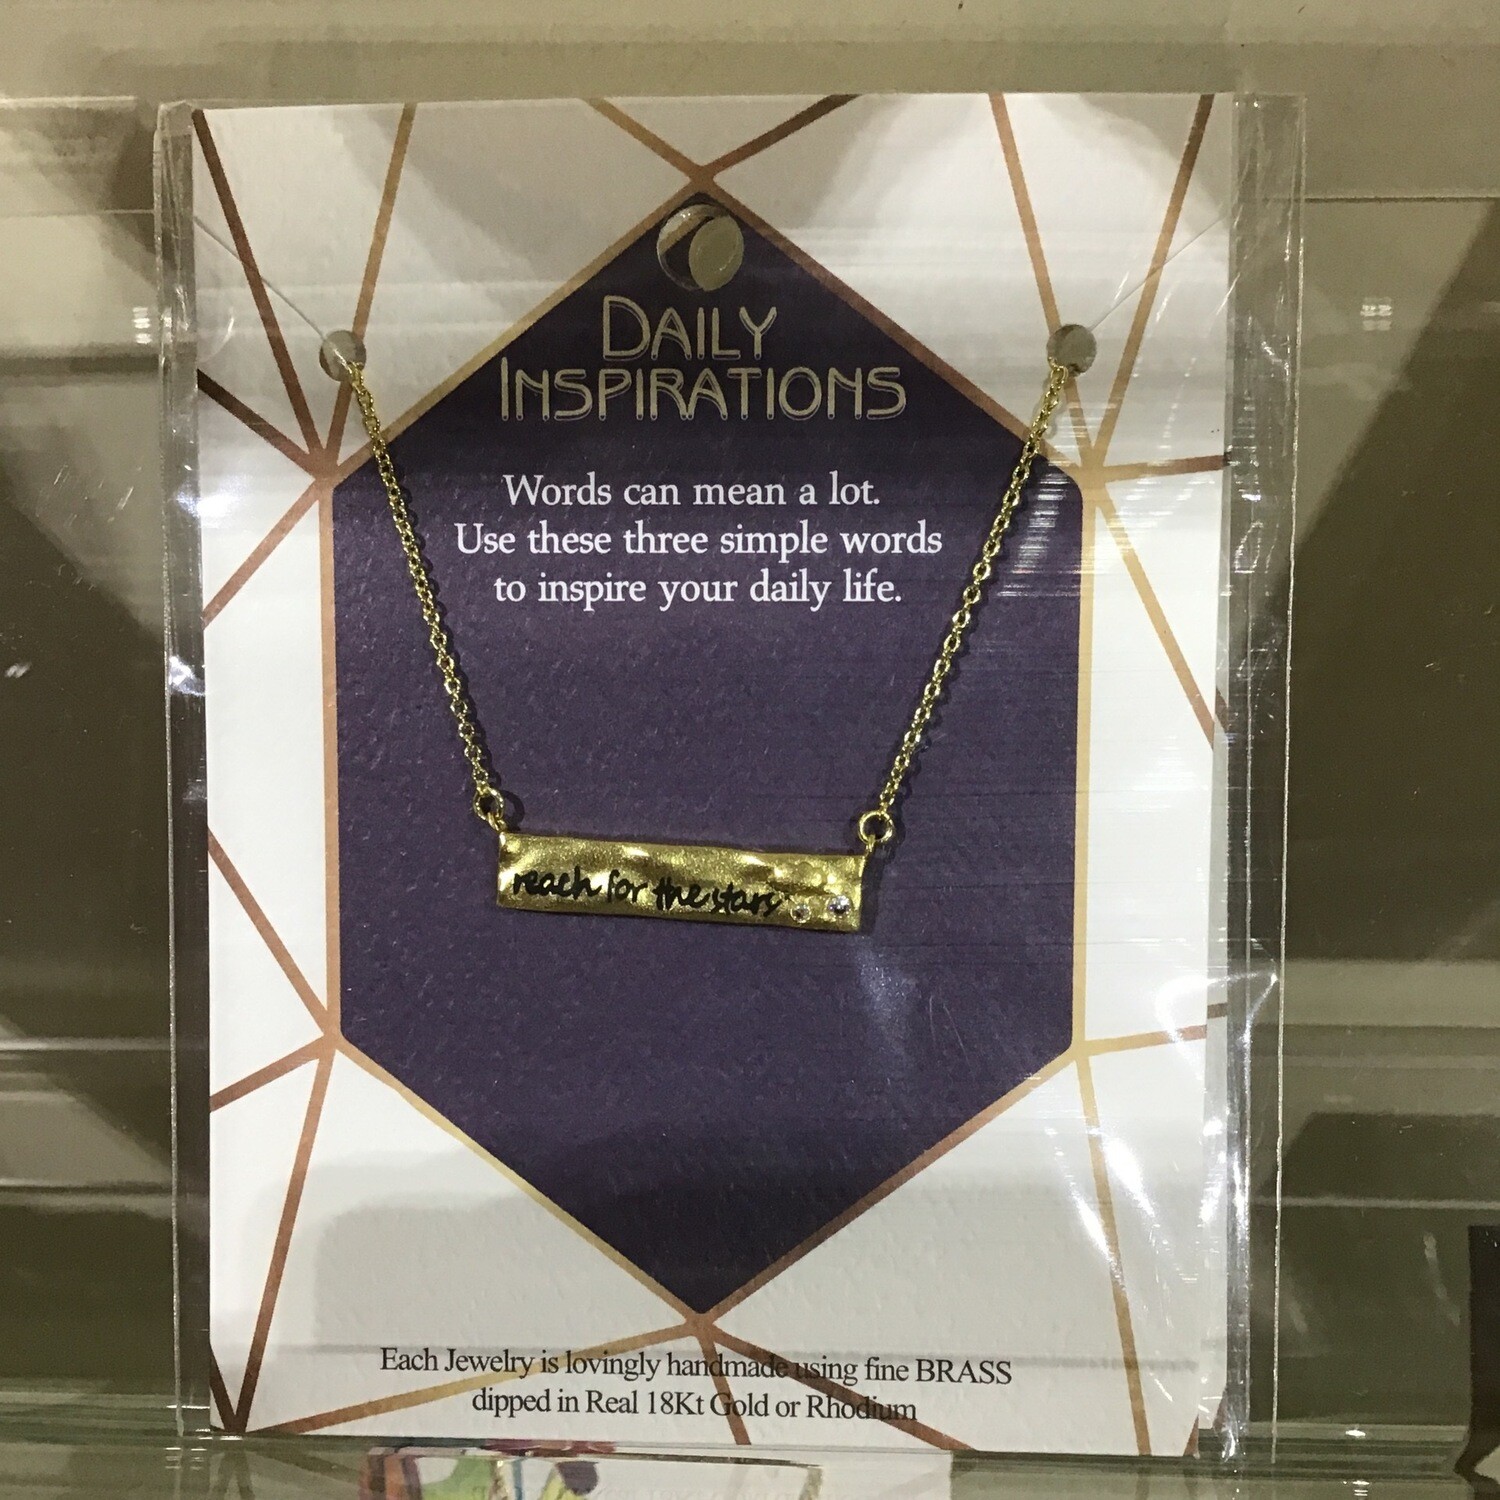 DAILY
INSPIRATIONS
Words can mean a lot.
Use these three simple words
to inspire your daily life.
reach for the stars
Each Jewelry is lovingly handmade using fine BRASS
dipped in Real 18Kt Gold or Rhodium